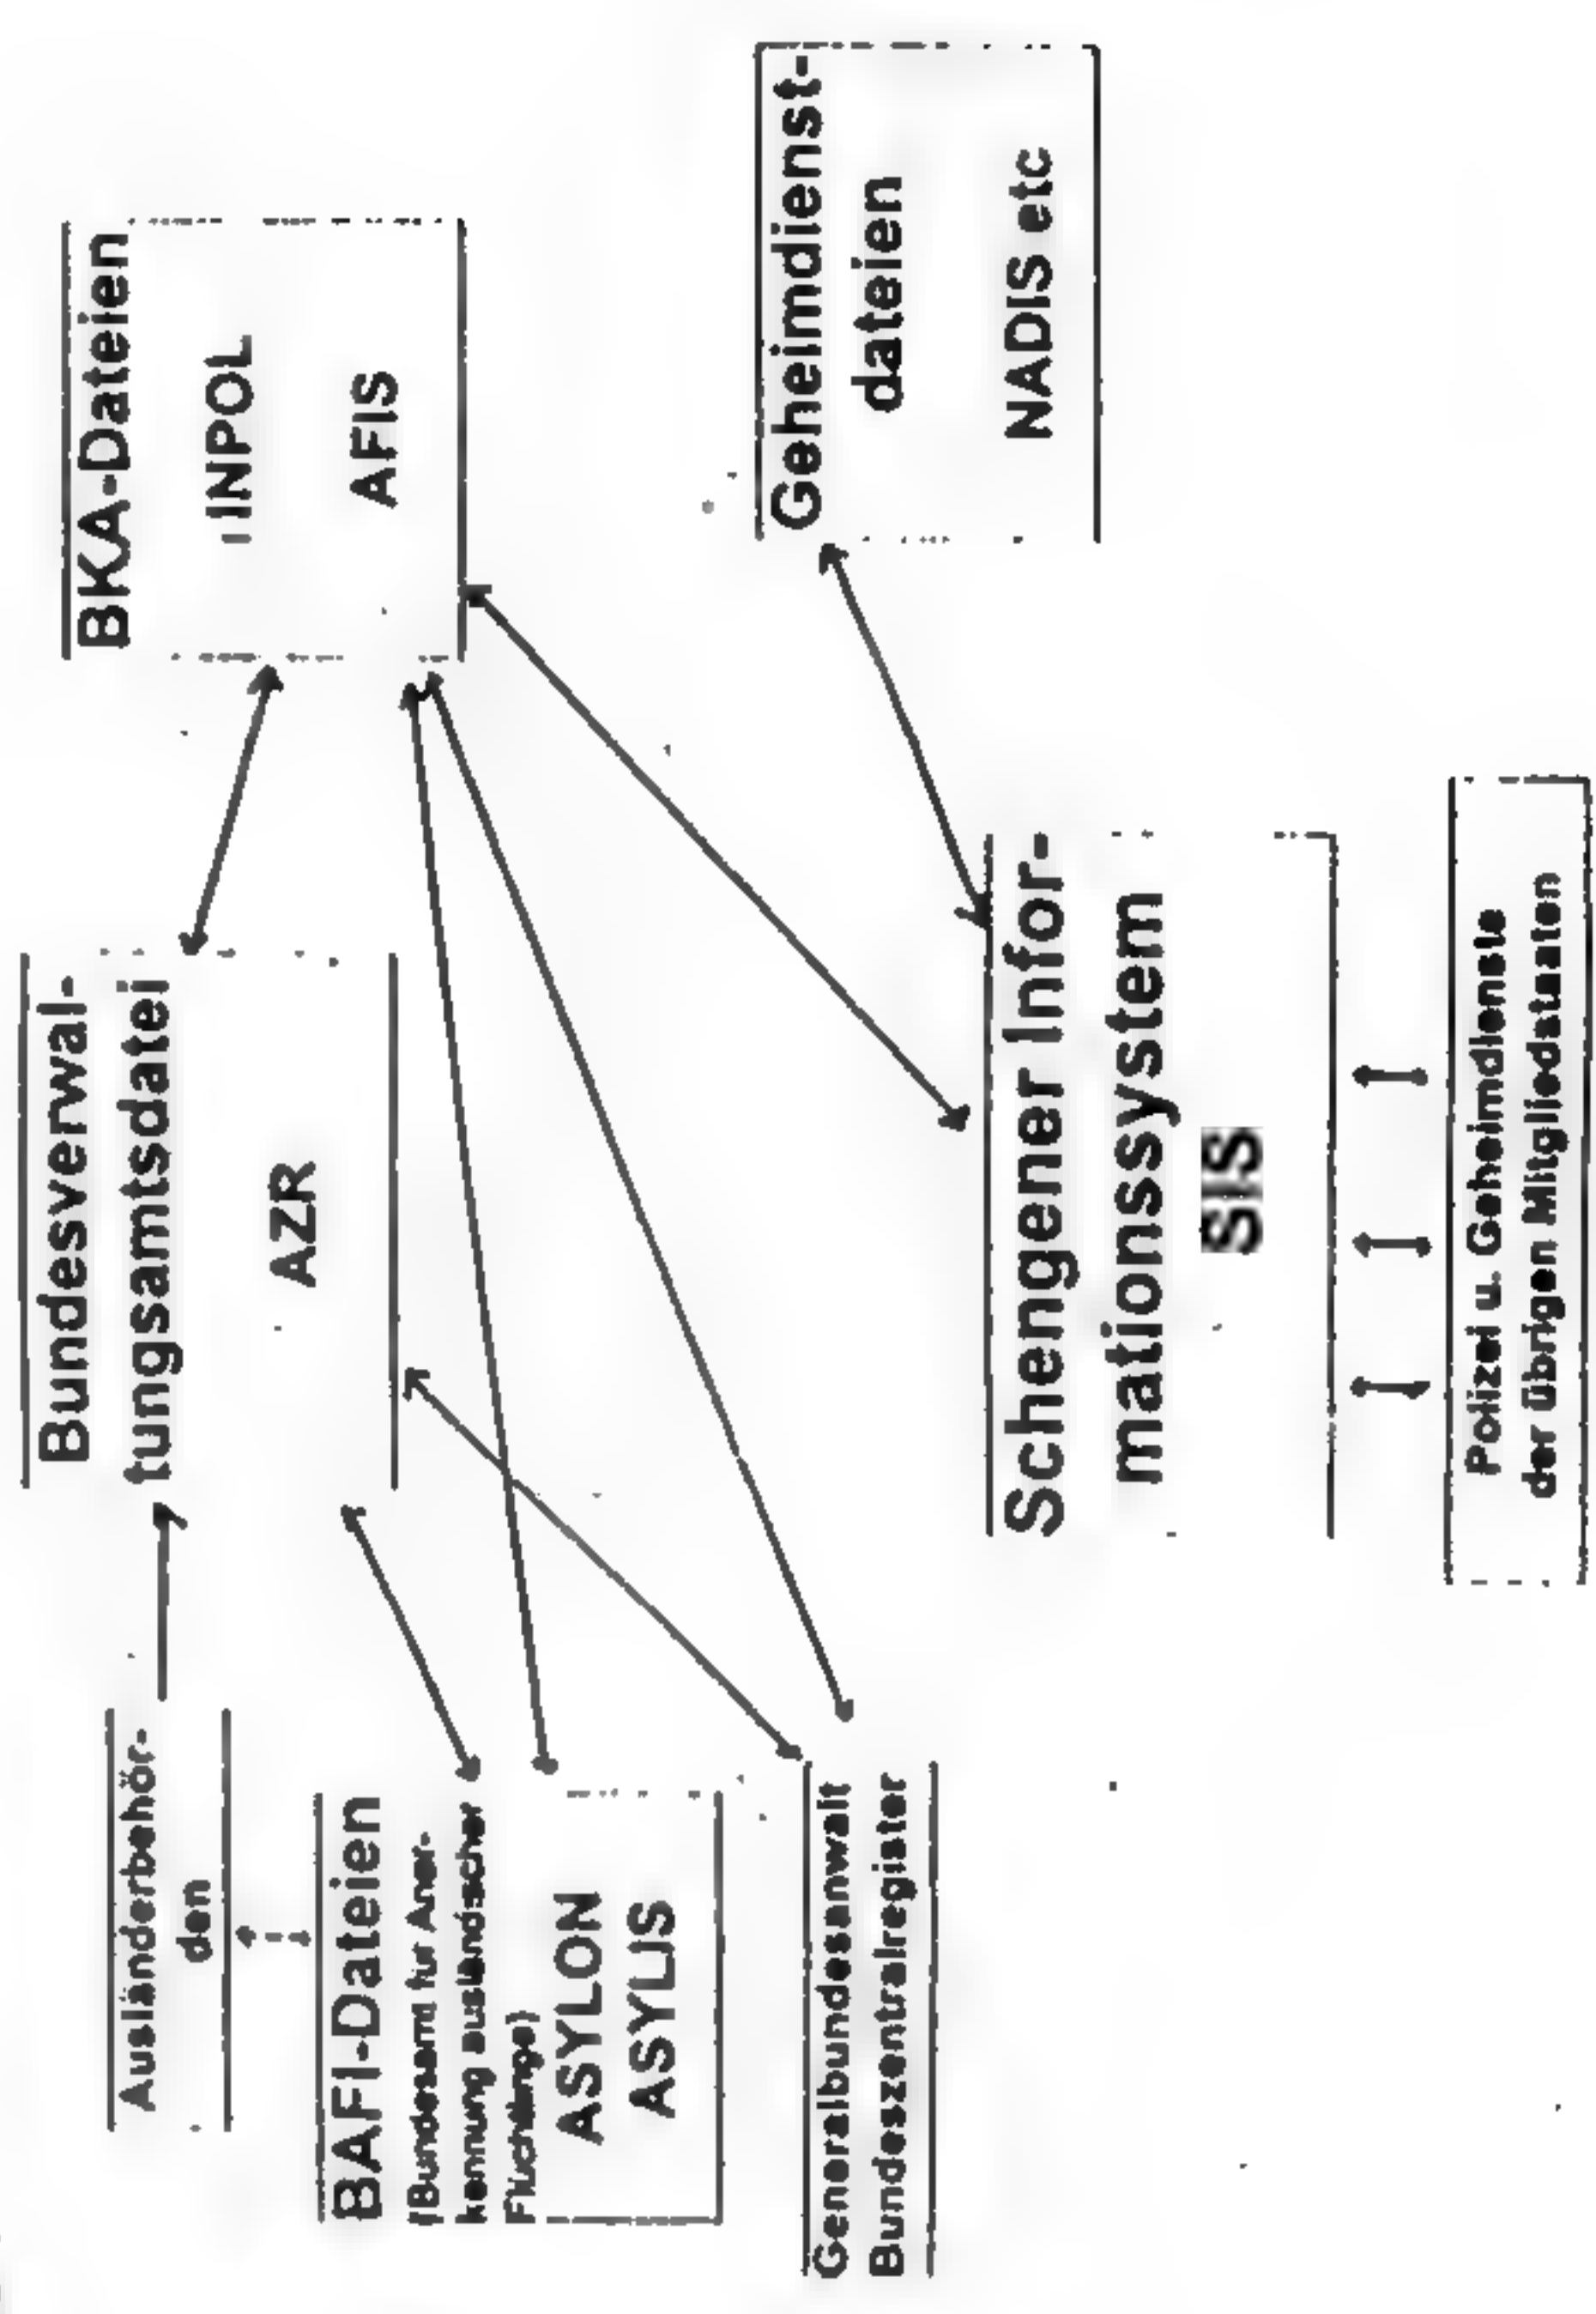 Ausländerbehör-
den
BAFl-Dateien
(Bundesamt für Aner-
kennung ausländischer
Flüchtlinge)
ASYLON
ASYLIS
Generalbundesanwalt
Bundeszentralregister
Bundesverwal-
tungsamtsdatei
AZR
BKA-Dateien
INPOL
AFIS
Geheimdienst-
dateien
NADIS etc
Schengener Infor-
mationssystem
SIS
Polizei u. Geheimdienste
der übrigen Mitgliedstaaten